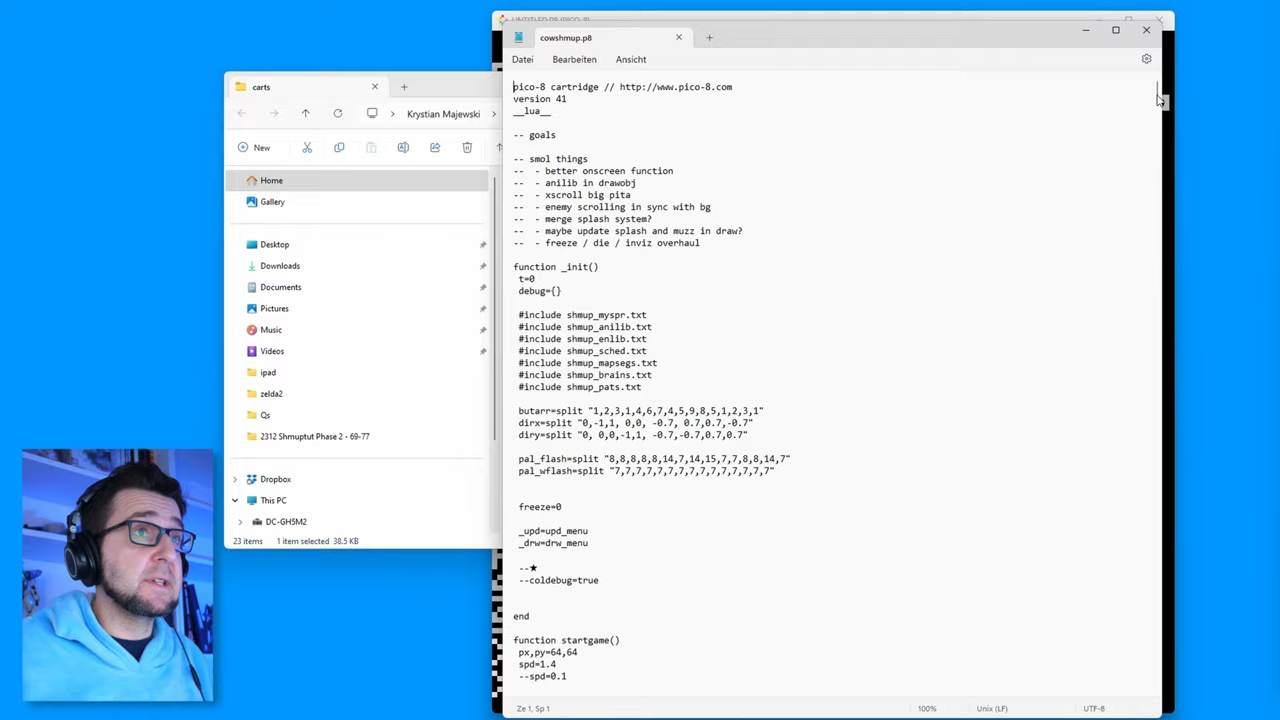 UNTITLED.P8 (PICO-8)
cowshmup.p8
Datei Bearbeiten Ansicht
pico-8 cartridge // http://www.pico-8.com
version 41
__lua__
-- goals
-- smol things
--  - better onscreen function
--  - anilib in drawobj
--  - xscroll big pita
--  - enemy scrolling in sync with bg
--  - merge splash system?
--  - maybe update splash and muzz in draw?
--  - freeze / die / inviz overhaul
function _init()
t=0
debug={}
#include shmup_myspr.txt
#include shmup_anilib.txt
#include shmup_enlib.txt
#include shmup_sched.txt
#include shmup_mapsegs.txt
#include shmup_brains.txt
#include shmup_pats.txt
butarr=split "1,2,3,1,4,6,7,4,5,9,8,5,1,2,3,1"
dirx=split "0,-1,1, 0,0, -0.7, 0.7,0.7,-0.7"
diry=split "0, 0,0,-1,1, -0.7,-0.7,0.7,0.7"
pal_flash=split "8,8,8,8,8,14,7,14,15,7,7,8,8,14,7"
pal_wflash=split "7,7,7,7,7,7,7,7,7,7,7,7,7,7,7"
freeze=0
_upd=upd_menu
_drw=drw_menu
--★
--coldebug=true
end
function startgame()
px,py=64,64
spd=1.4
--spd=0.1
Ze 1, Sp 1 100% Unix (LF) UTF-8
carts
Krystian Majewski
New
Home
Gallery
Desktop
Downloads
Documents
Pictures
Music
Videos
ipad
zelda2
Qs
2312 Shmuptut Phase 2 - 69-77
Dropbox
This PC
DC-GH5M2
23 items 1 item selected 38.5 KB